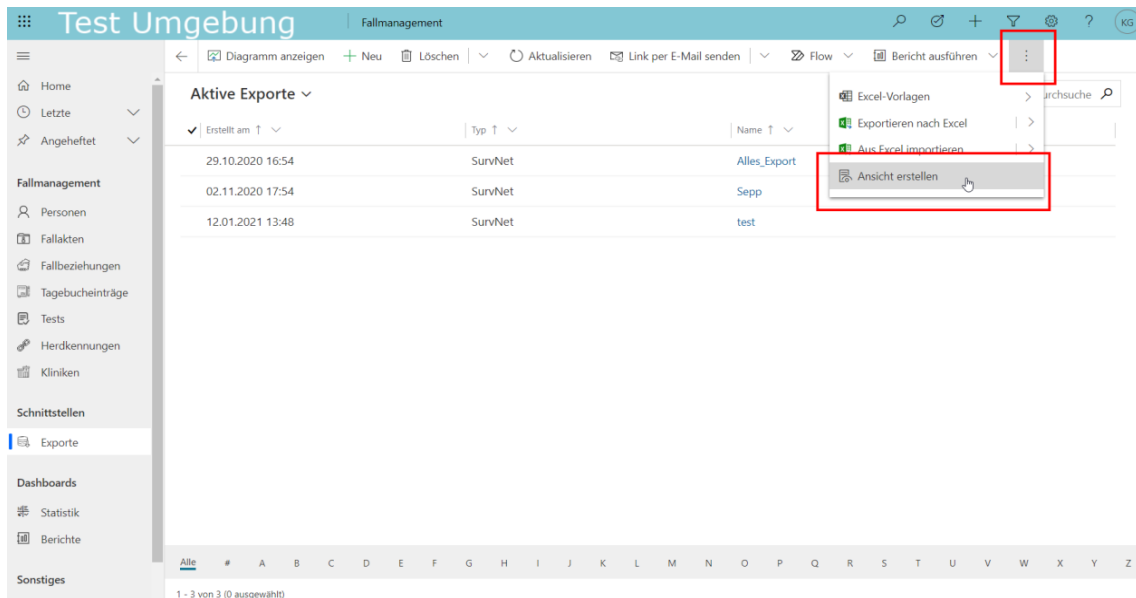 Test Umgebung
Fallmanagement
KG
Diagramm anzeigen
Neu
Löschen
Aktualisieren
Link per E-Mail senden
Flow
Bericht ausführen
Home
Letzte
Angeheftet
Fallmanagement
Personen
Fallakten
Fallbeziehungen
Tagebucheinträge
Tests
Herdkennungen
Kliniken
Schnittstellen
Exporte
Dashboards
Statistik
Berichte
Sonstiges
Aktive Exporte
Excel-Vorlagen
Exportieren nach Excel
Aus Excel importieren
Ansicht erstellen
Erstellt am Typ Name
29.10.2020 16:54 SurvNet Alles_Export
02.11.2020 17:54 SurvNet Sepp
12.01.2021 13:48 SurvNet test
Alle # A B C D E F G H I J K L M N O P Q R S T U V W X Y Z
1 - 3 von 3 (0 ausgewählt)